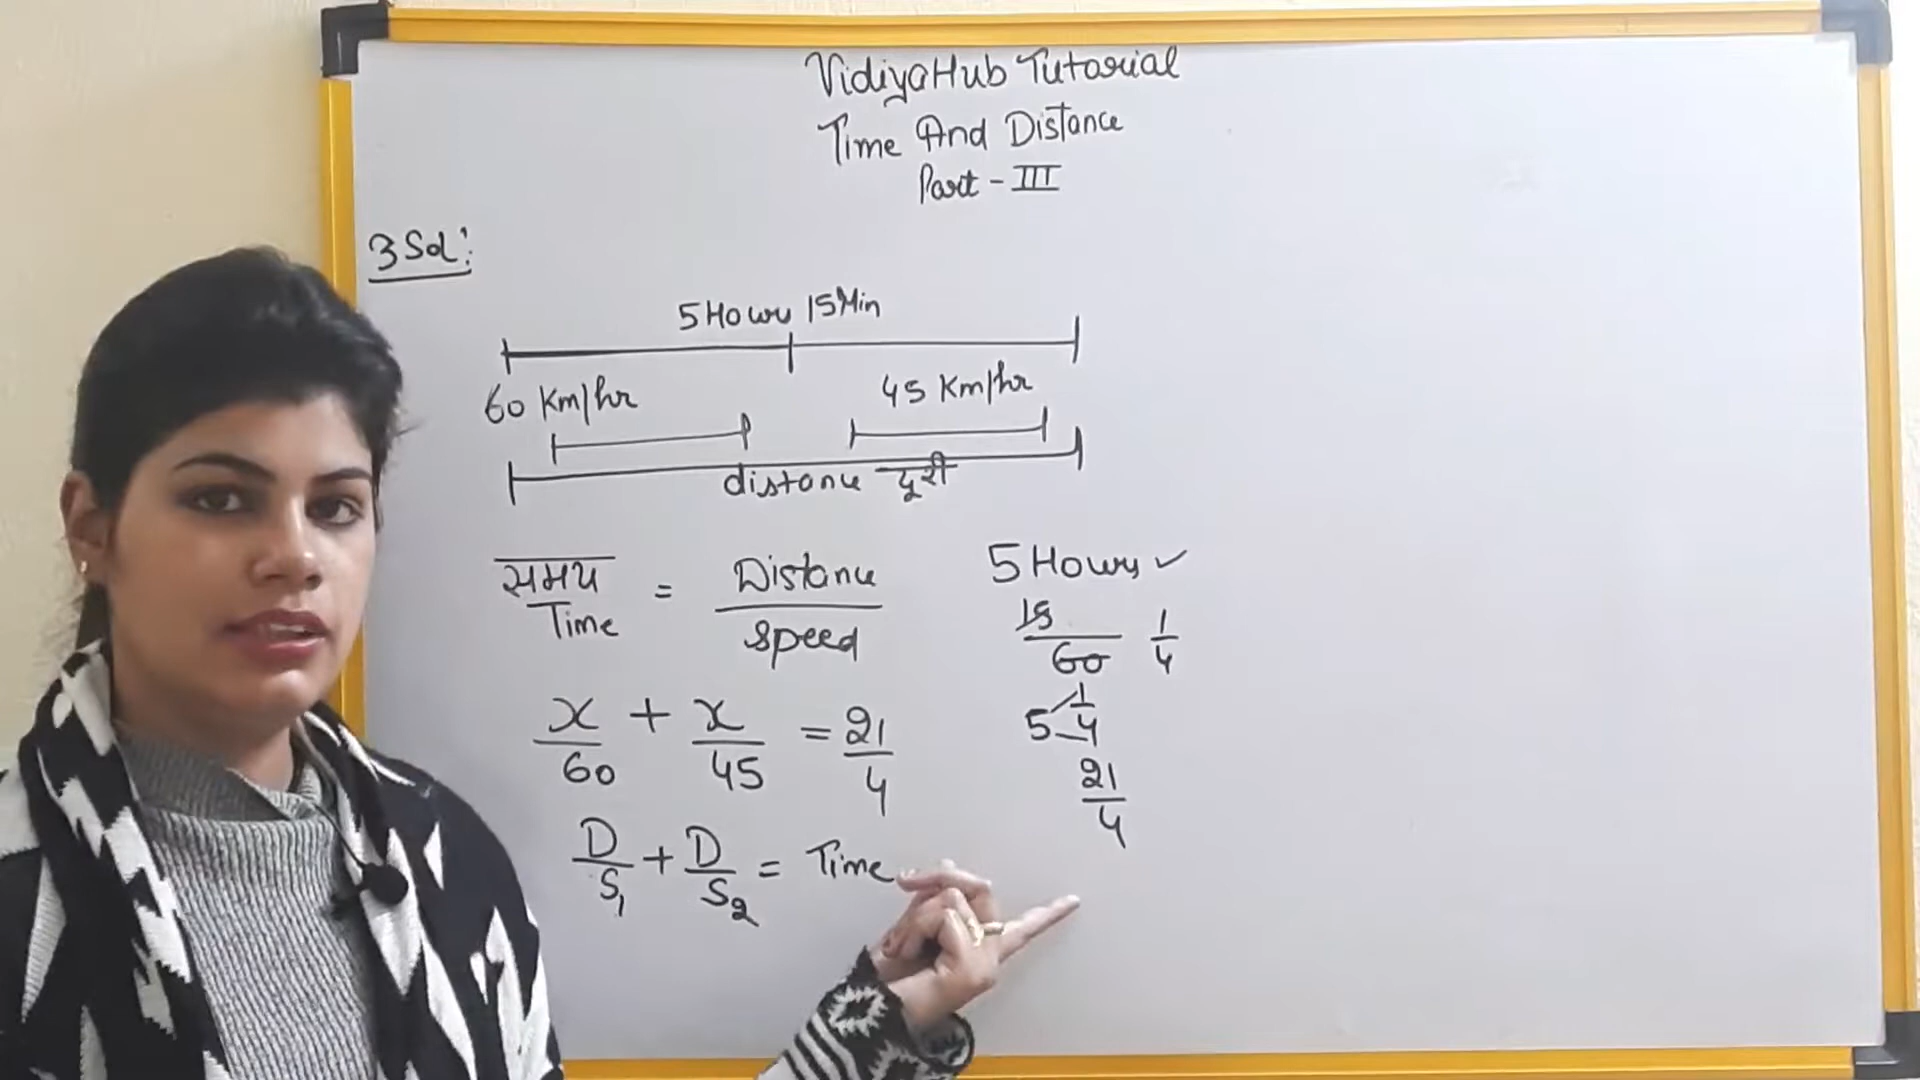 VidiyaHub Tutorial
Time And Distance
Part - III
3 Sol:
5 Hours 15 Min
60 Km/hr
45 Km/hr
distance दूरी
समय = Distance
Time speed
x/60 + x/45 = 21/4
D/S₁ + D/S₂ = Time
5 Hours ✓
15/60 1/4
5 1/4
21/4